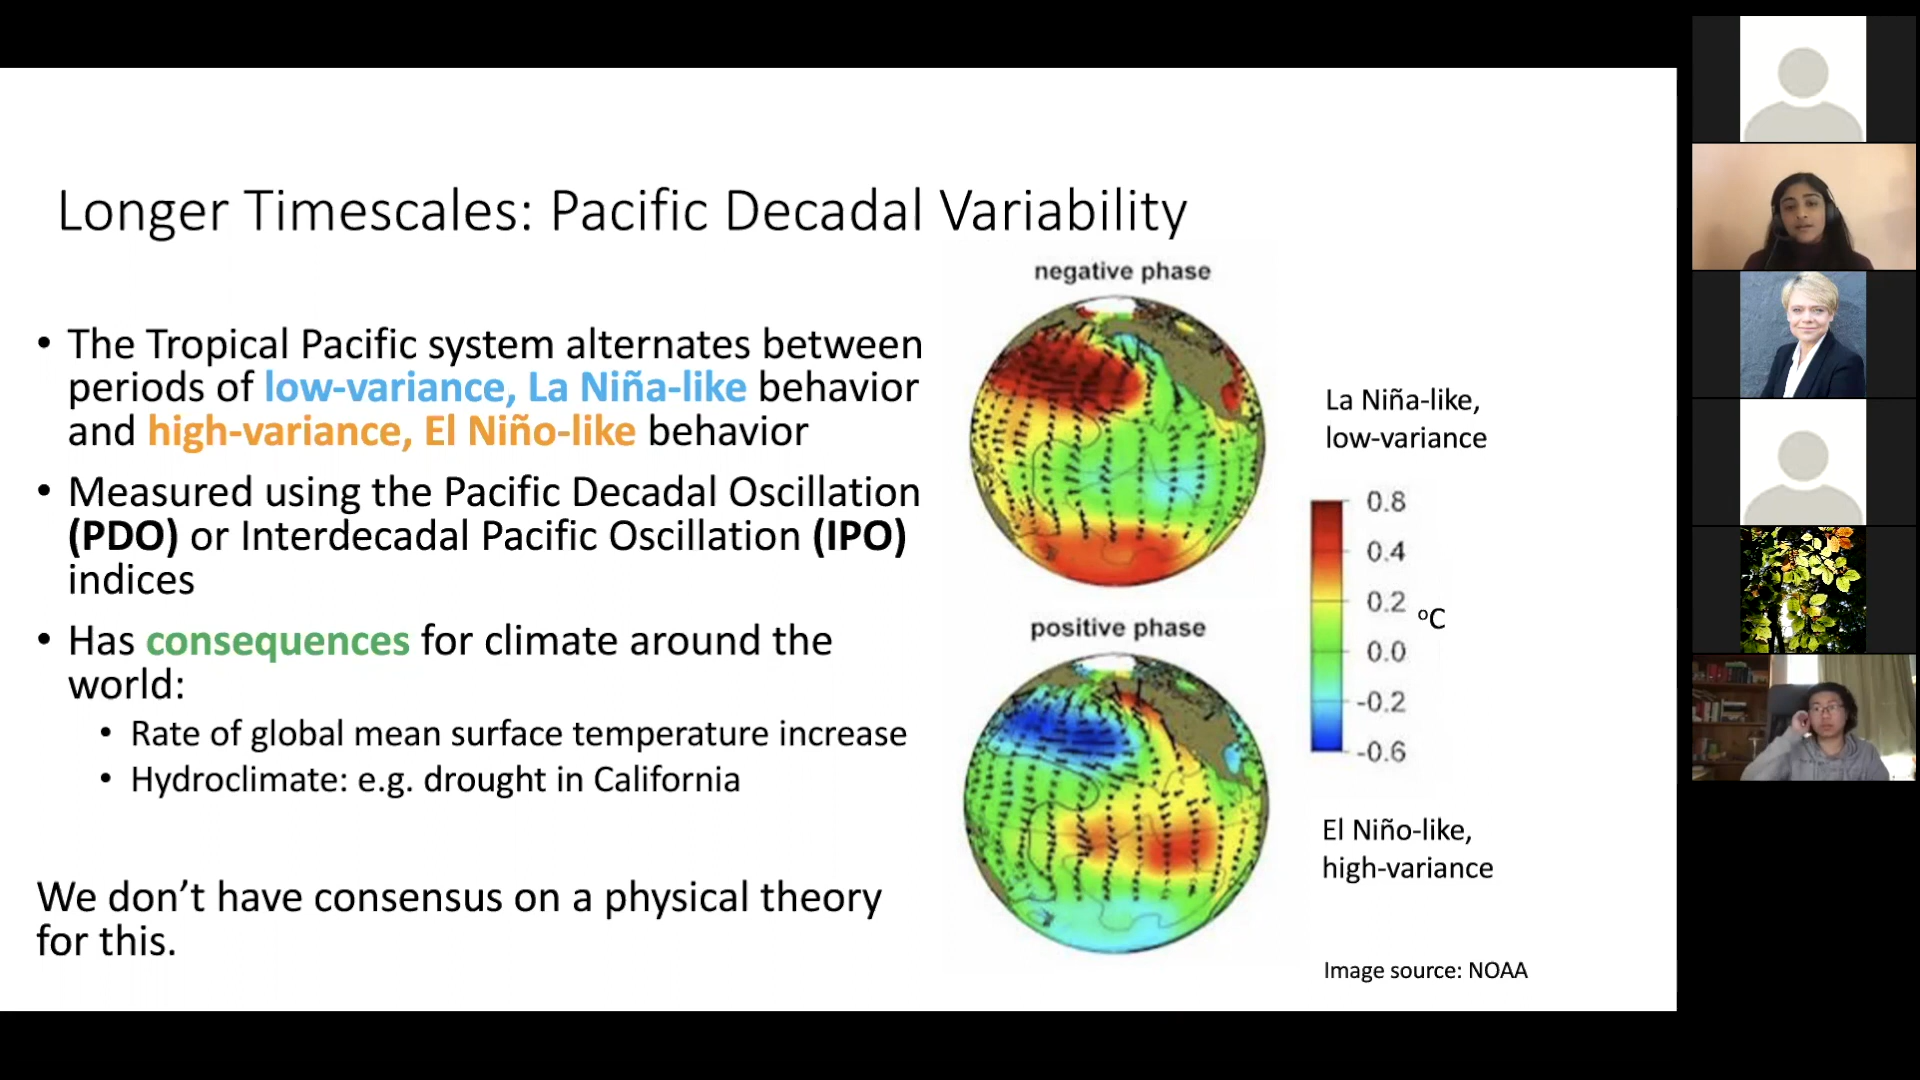 Longer Timescales: Pacific Decadal Variability
• The Tropical Pacific system alternates between
periods of low-variance, La Niña-like behavior
and high-variance, El Niño-like behavior
• Measured using the Pacific Decadal Oscillation
(PDO) or Interdecadal Pacific Oscillation (IPO)
indices
• Has consequences for climate around the
world:
• Rate of global mean surface temperature increase
• Hydroclimate: e.g. drought in California
We don’t have consensus on a physical theory
for this.
negative phase
La Niña-like,
low-variance
0.8
0.4
0.2
0.0
-0.2
-0.6
°C
positive phase
El Niño-like,
high-variance
Image source: NOAA